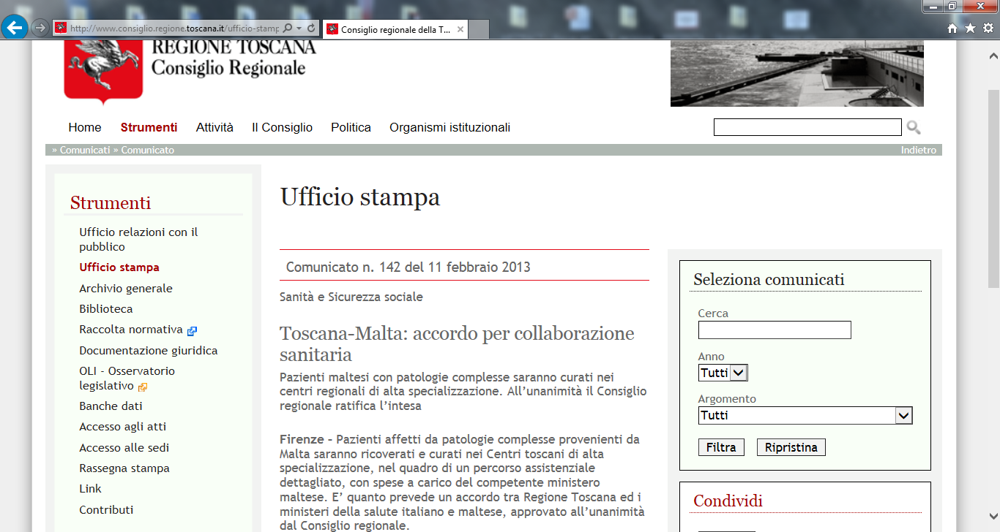 http://www.consiglio.regione.toscana.it/ufficio-stamp
Consiglio regionale della T...
REGIONE TOSCANA
Consiglio Regionale
Home Strumenti Attività Il Consiglio Politica Organismi istituzionali
» Comunicati » Comunicato Indietro
Strumenti
Ufficio relazioni con il
pubblico
Ufficio stampa
Archivio generale
Biblioteca
Raccolta normativa
Documentazione giuridica
OLI - Osservatorio
legislativo
Banche dati
Accesso agli atti
Accesso alle sedi
Rassegna stampa
Link
Contributi
Ufficio stampa
Comunicato n. 142 del 11 febbraio 2013
Sanità e Sicurezza sociale
Toscana-Malta: accordo per collaborazione
sanitaria
Pazienti maltesi con patologie complesse saranno curati nei
centri regionali di alta specializzazione. All’unanimità il Consiglio
regionale ratifica l’intesa
Firenze – Pazienti affetti da patologie complesse provenienti da
Malta saranno ricoverati e curati nei Centri toscani di alta
specializzazione, nel quadro di un percorso assistenziale
dettagliato, con spese a carico del competente ministero
maltese. E’ quanto prevede un accordo tra Regione Toscana ed i
ministeri della salute italiano e maltese, approvato all’unanimità
dal Consiglio regionale.
Seleziona comunicati
Cerca
Anno
Tutti
Argomento
Tutti
Filtra Ripristina
Condividi